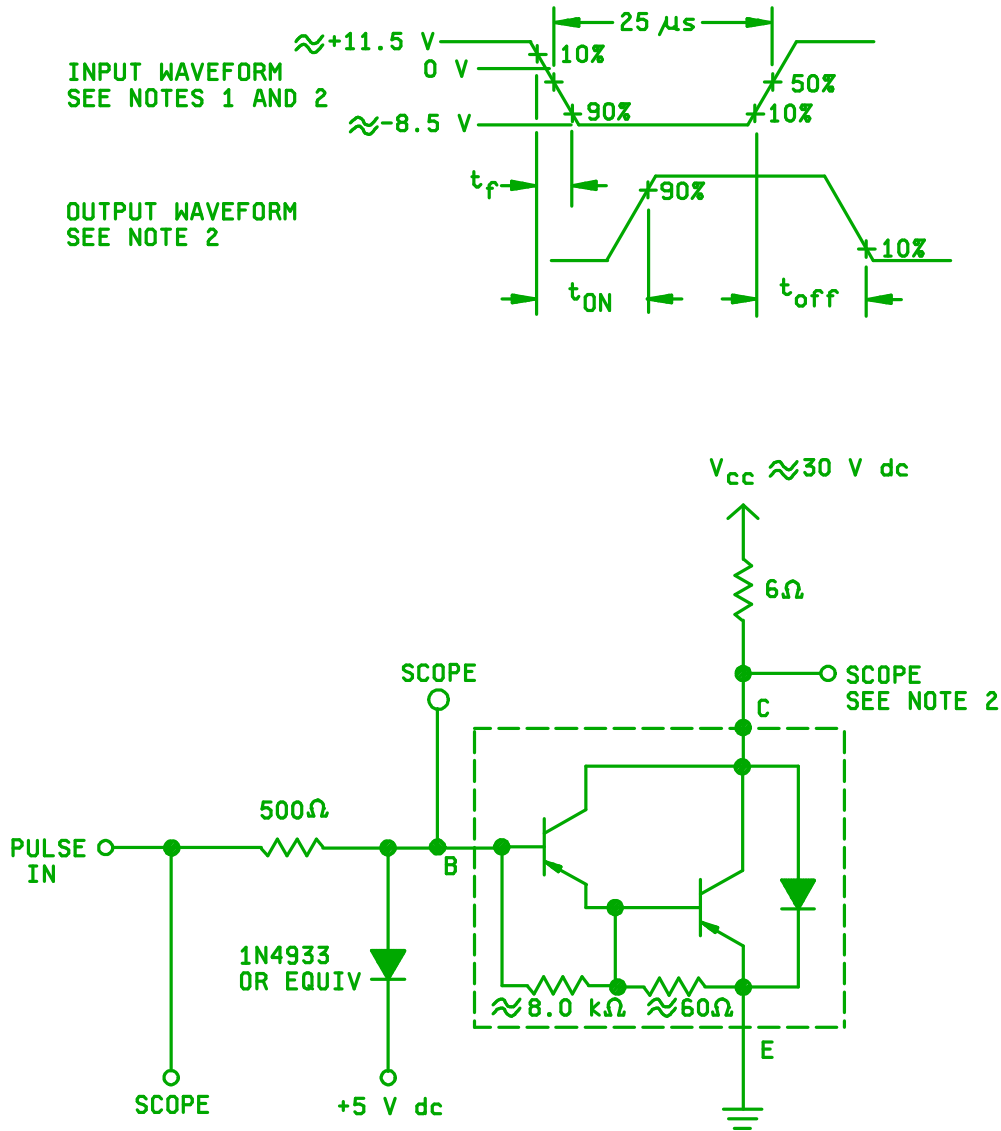 25 μs
≈+11.5 V
10%
INPUT WAVEFORM
0 V
50%
SEE NOTES 1 AND 2
90%
10%
≈-8.5 V
tf
90%
OUTPUT WAVEFORM
SEE NOTE 2
10%
tON
toff
Vcc ≈30 V dc
6Ω
SCOPE
SCOPE
SEE NOTE 2
C
500Ω
PULSE
IN
B
1N4933
OR EQUIV
≈8.0 kΩ
≈60Ω
E
SCOPE
+5 V dc